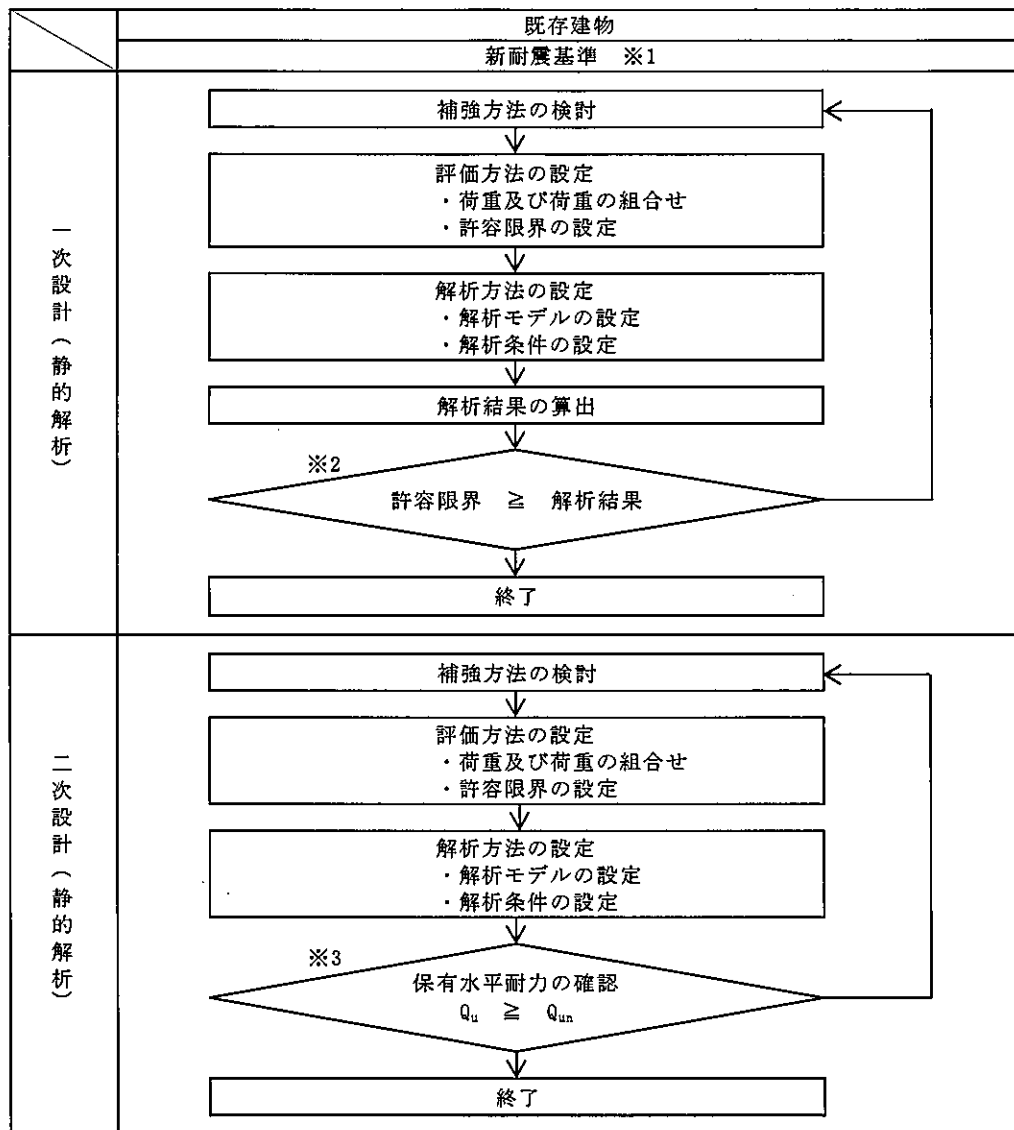 既存建物
新耐震基準 ※1
一次設計（静的解析）
補強方法の検討
評価方法の設定
・荷重及び荷重の組合せ
・許容限界の設定
解析方法の設定
・解析モデルの設定
・解析条件の設定
解析結果の算出
※2
許容限界 ≧ 解析結果
終了
二次設計（静的解析）
補強方法の検討
評価方法の設定
・荷重及び荷重の組合せ
・許容限界の設定
解析方法の設定
・解析モデルの設定
・解析条件の設定
※3
保有水平耐力の確認
Qu ≧ Qun
終了